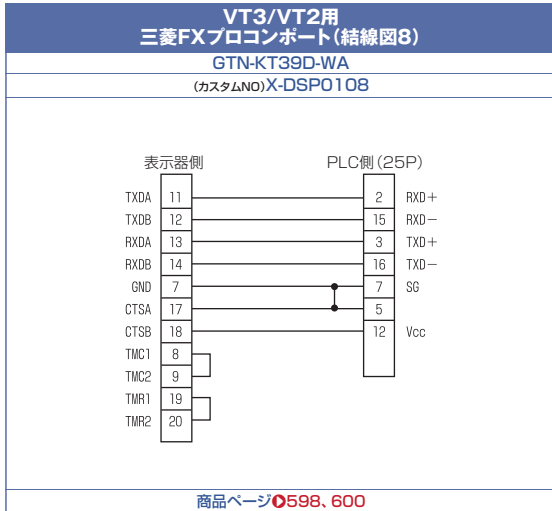 VT3/VT2用
三菱FXプロコンポート(結線図8)
GTN-KT39D-WA
(カスタムNO)X-DSP0108
表示器側 PLC側(25P)
TXDA 11 2 RXD+
TXDB 12 15 RXD-
RXDA 13 3 TXD+
RXDB 14 16 TXD-
GND 7 7 SG
CTSA 17 5
CTSB 18 12 Vcc
TMC1 8
TMC2 9
TMR1 19
TMR2 20
商品ページ598、600